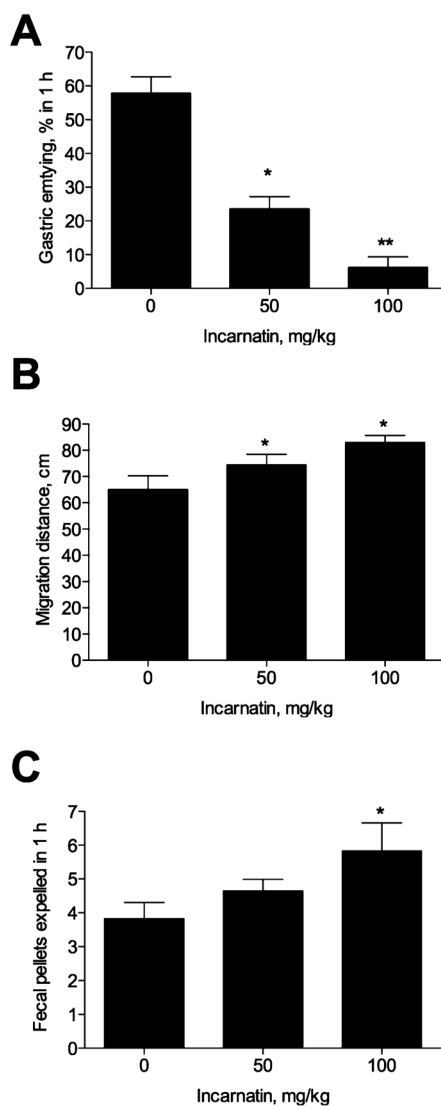 A
Gastric emtying, % in 1 h
70
60
50
40
30
20
10
0
*
**
0 50 100
Incarnatin, mg/kg
B
Migration distance, cm
90
80
70
60
50
40
30
20
10
0
*
*
0 50 100
Incarnatin, mg/kg
C
Fecal pellets expelled in 1 h
7
6
5
4
3
2
1
0
*
0 50 100
Incarnatin, mg/kg